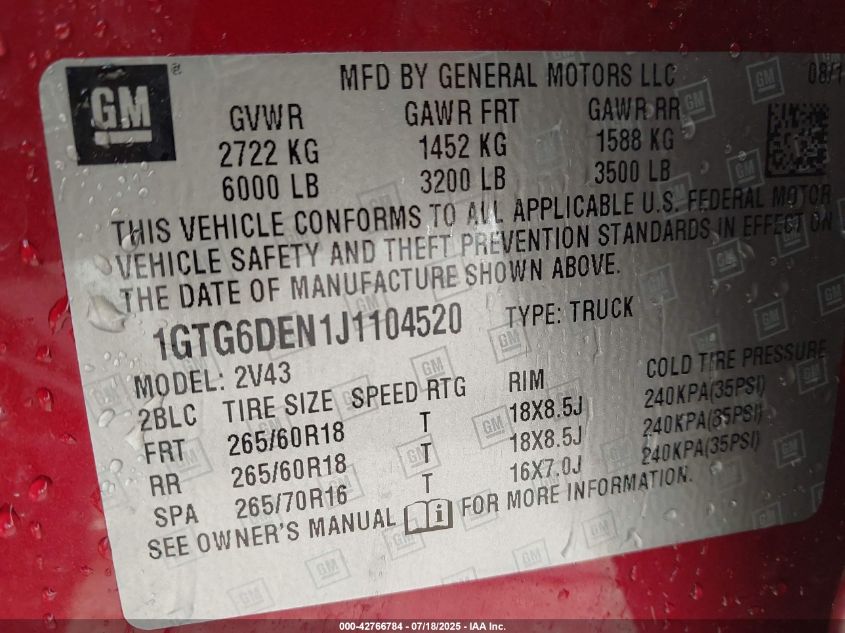 GM
MFD BY GENERAL MOTORS LLC 08/1
GVWR GAWR FRT GAWR RR
2722 KG 1452 KG 1588 KG
6000 LB 3200 LB 3500 LB
THIS VEHICLE CONFORMS TO ALL APPLICABLE U.S. FEDERAL MOTOR
VEHICLE SAFETY AND THEFT PREVENTION STANDARDS IN EFFECT ON
THE DATE OF MANUFACTURE SHOWN ABOVE.
1GTG6DEN1J1104520 TYPE: TRUCK
MODEL: 2V43
2BLC TIRE SIZE SPEED RTG RIM COLD TIRE PRESSURE
FRT 265/60R18 T 18X8.5J 240KPA(35PSI)
RR 265/60R18 T 18X8.5J 240KPA(35PSI)
SPA 265/70R16 T 16X7.0J 240KPA(35PSI)
SEE OWNER'S MANUAL i FOR MORE INFORMATION.
000-42766784 - 07/18/2025 - IAA Inc.